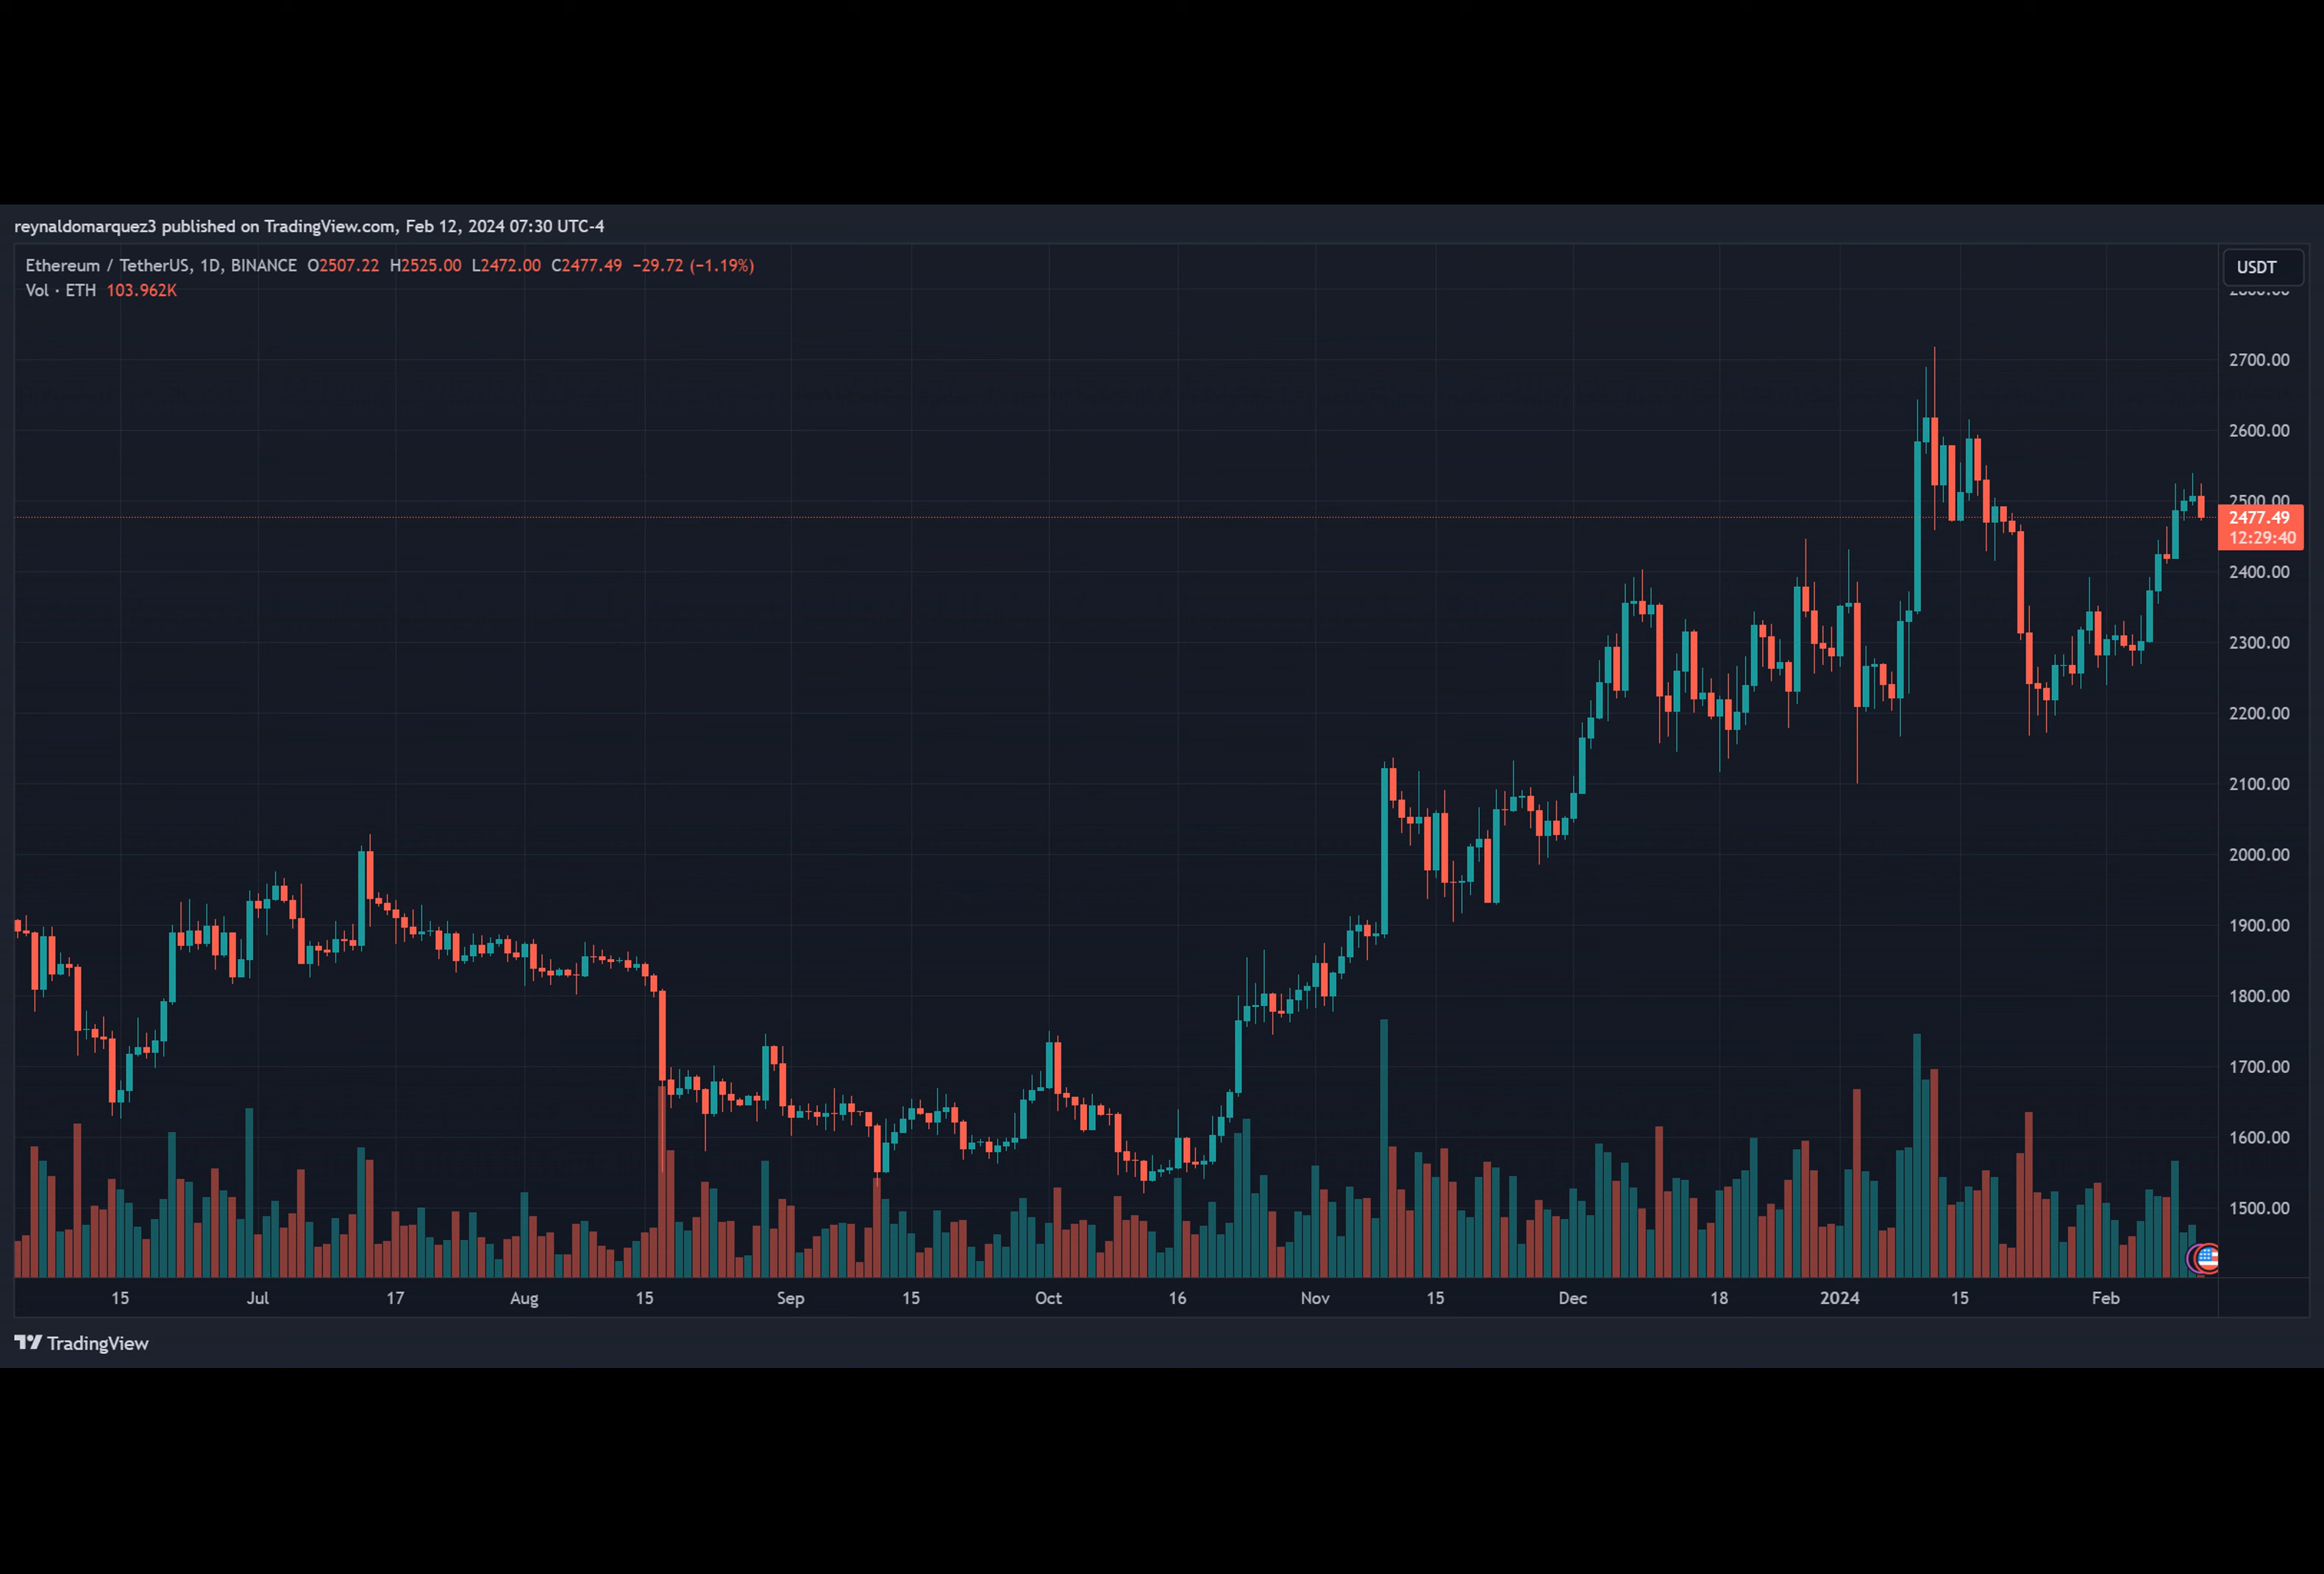 reynaldomarquez3 published on TradingView.com, Feb 12, 2024 07:30 UTC-4
Ethereum / TetherUS, 1D, BINANCE O2507.22 H2525.00 L2472.00 C2477.49 −29.72 (−1.19%)
Vol · ETH 103.962K
USDT
2700.00
2600.00
2500.00
2477.49
12:29:40
2400.00
2300.00
2200.00
2100.00
2000.00
1900.00
1800.00
1700.00
1600.00
1500.00
15 Jul 17 Aug 15 Sep 15 Oct 16 Nov 15 Dec 18 2024 15 Feb
TradingView